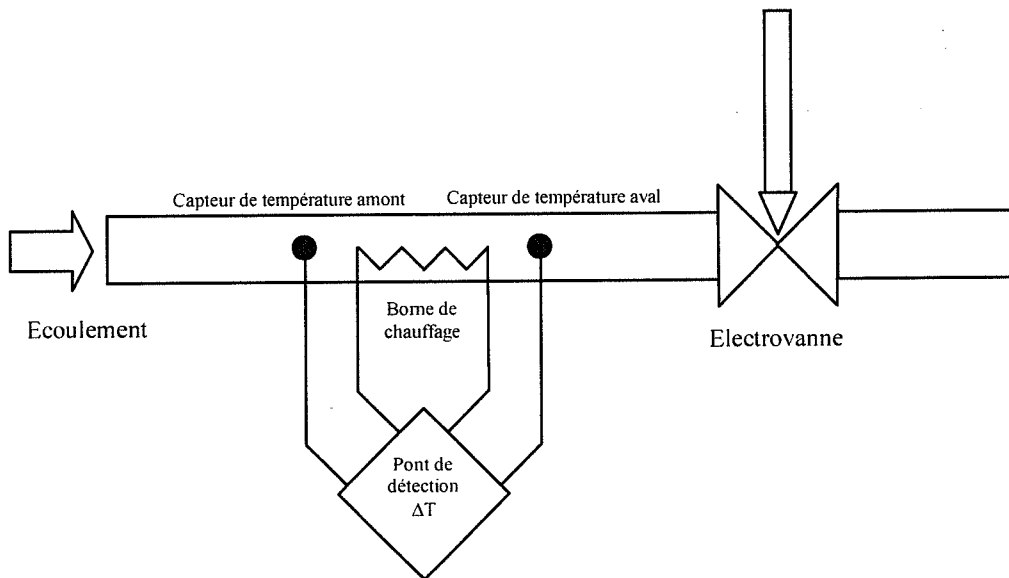 Capteur de température amont
Capteur de température aval
Ecoulement
Borne de
chauffage
Electrovanne
Pont de
détection
ΔT